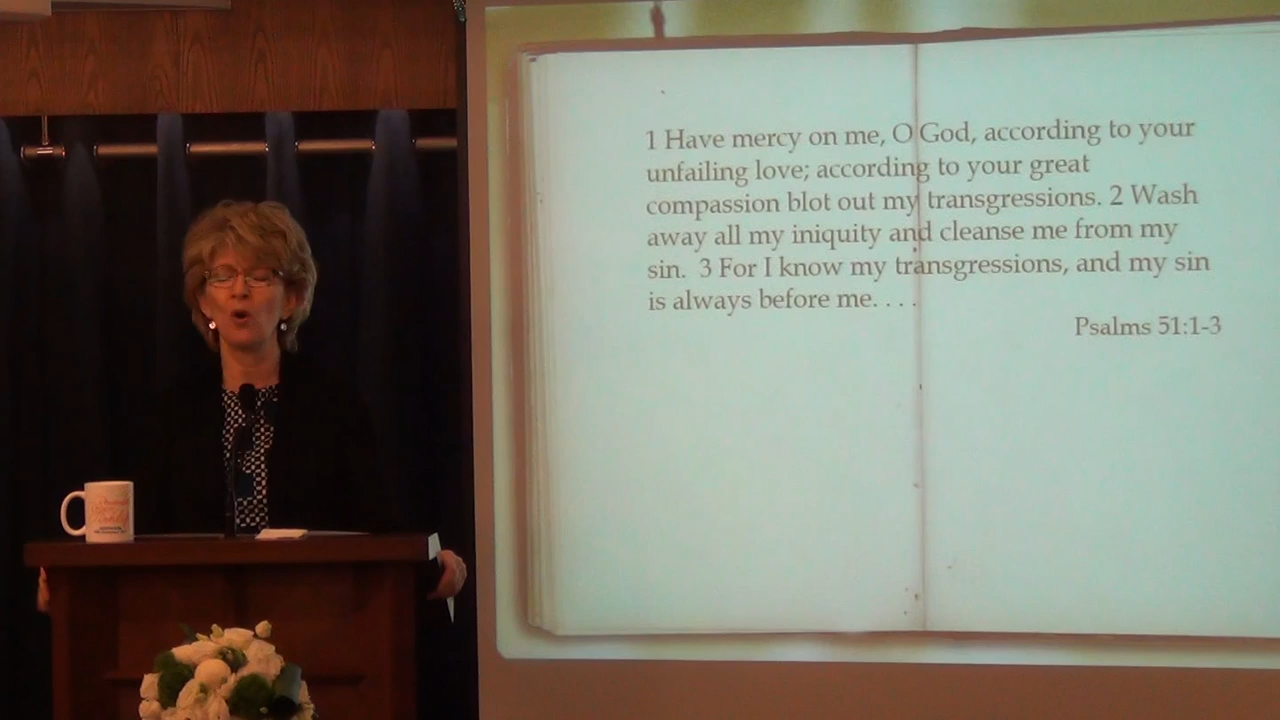 1 Have mercy on me, O God, according to your
unfailing love; according to your great
compassion blot out my transgressions. 2 Wash
away all my iniquity and cleanse me from my
sin. 3 For I know my transgressions, and my sin
is always before me. . . .
Psalms 51:1-3